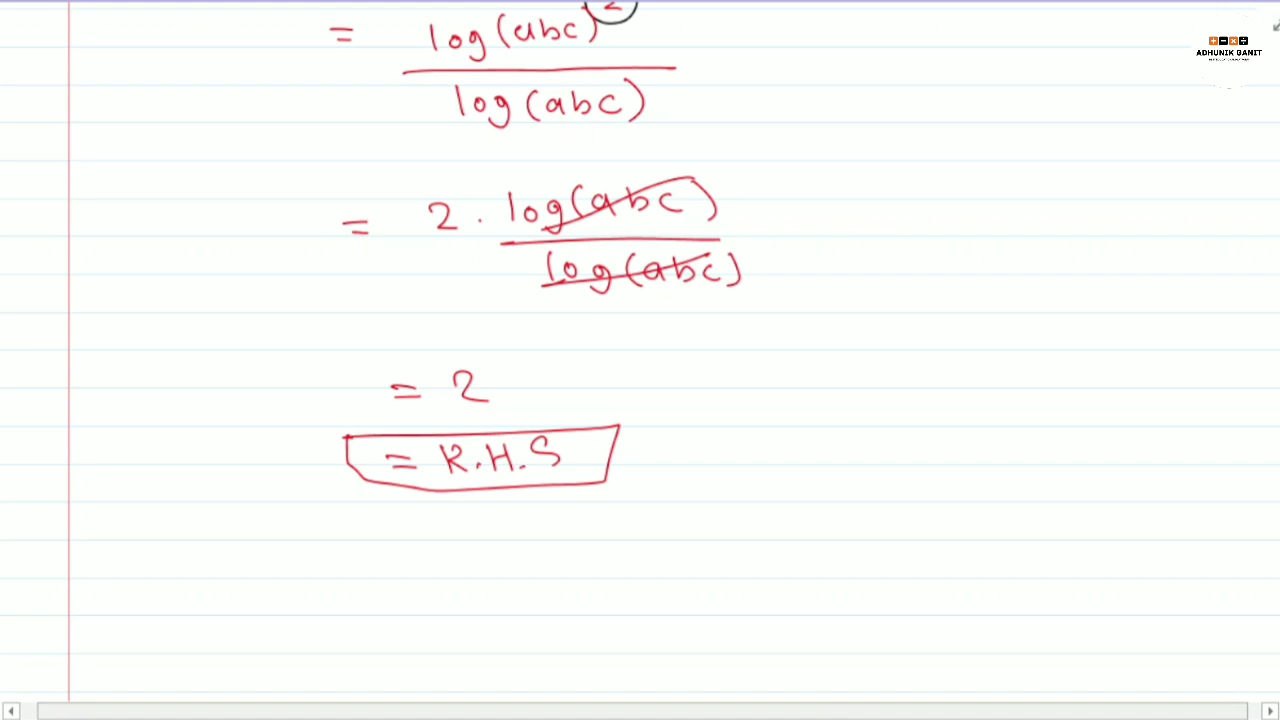 = log(abc)²
log(abc)
= 2 . log(abc)
log(abc)
= 2
= R.H.S
ADHUNIK GANIT